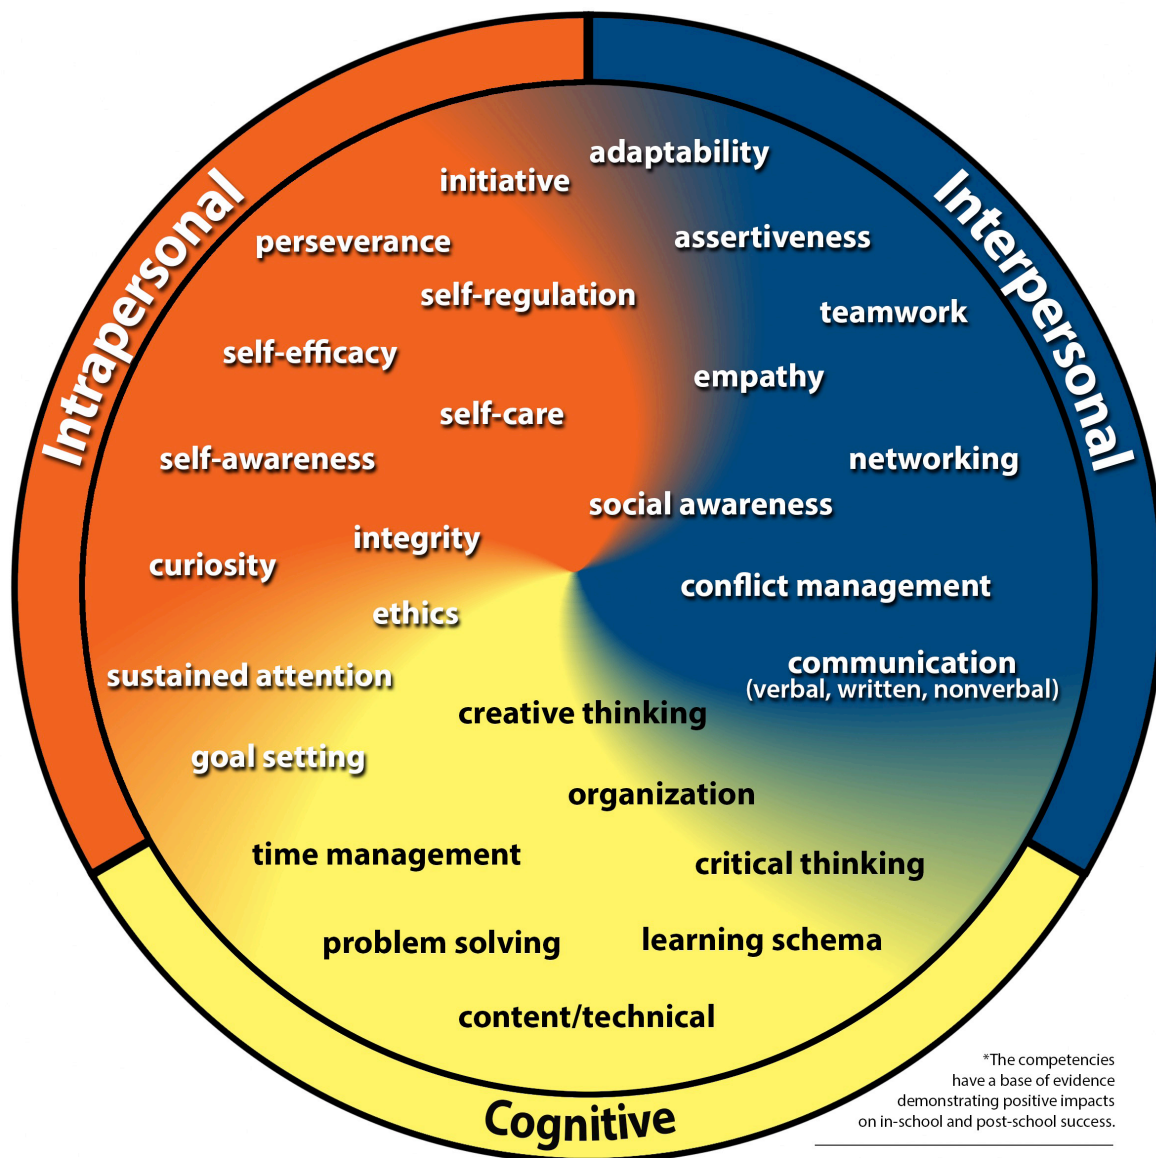 Intrapersonal
initiative
perseverance
self-regulation
self-efficacy
self-care
self-awareness
integrity
curiosity
ethics
sustained attention
goal setting
Interpersonal
adaptability
assertiveness
teamwork
empathy
networking
social awareness
conflict management
communication
(verbal, written, nonverbal)
creative thinking
organization
time management
critical thinking
problem solving
learning schema
content/technical
Cognitive
*The competencies
have a base of evidence
demonstrating positive impacts
on in-school and post-school success.